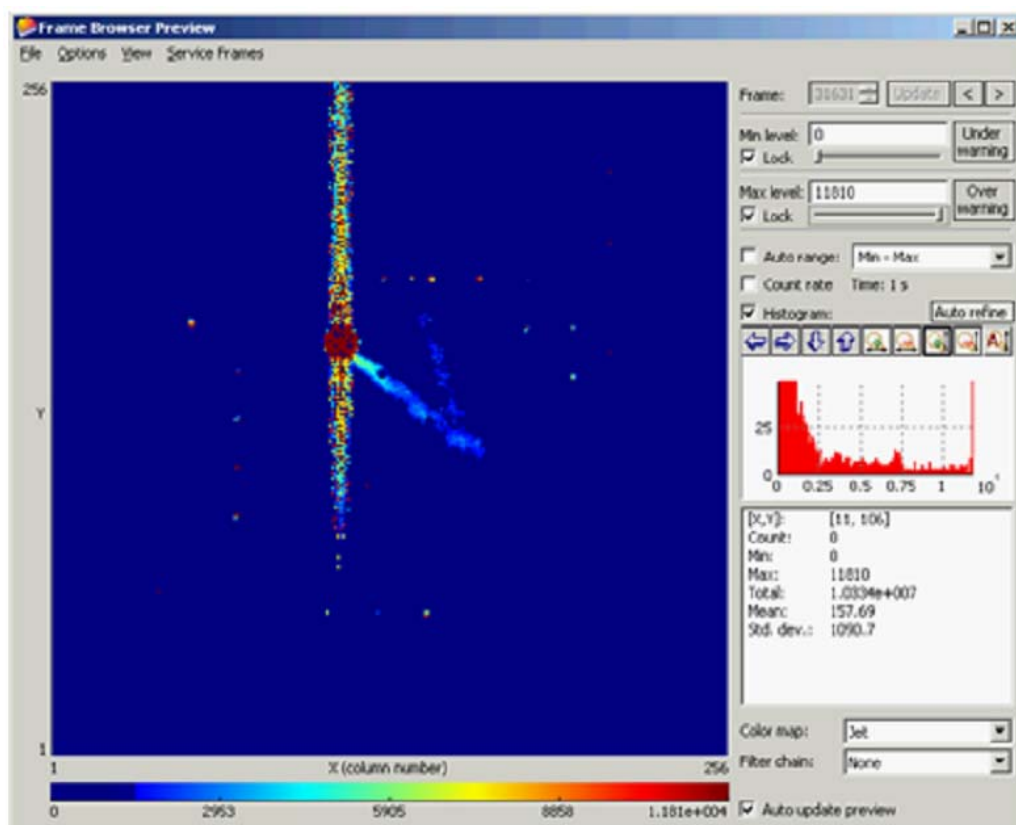 Frame Browser Preview
File Options View Service Frames
256
Y
1
1 X (column number) 256
0 2953 5905 8858 1.181e+004
Frame: 31631 Update < >
Min level: 0 Under warning
Lock
Max level: 11810 Over warning
Lock
Auto range: Min - Max
Count rate Time: 1 s
Histogram: Auto refine
25
0
0 0.25 0.5 0.75 1 10
[X,Y]: [11, 106]
Count: 0
Min: 0
Max: 11810
Total: 1.0334e+007
Mean: 157.69
Std. dev.: 1090.7
Color map: Jet
Filter chain: None
Auto update preview